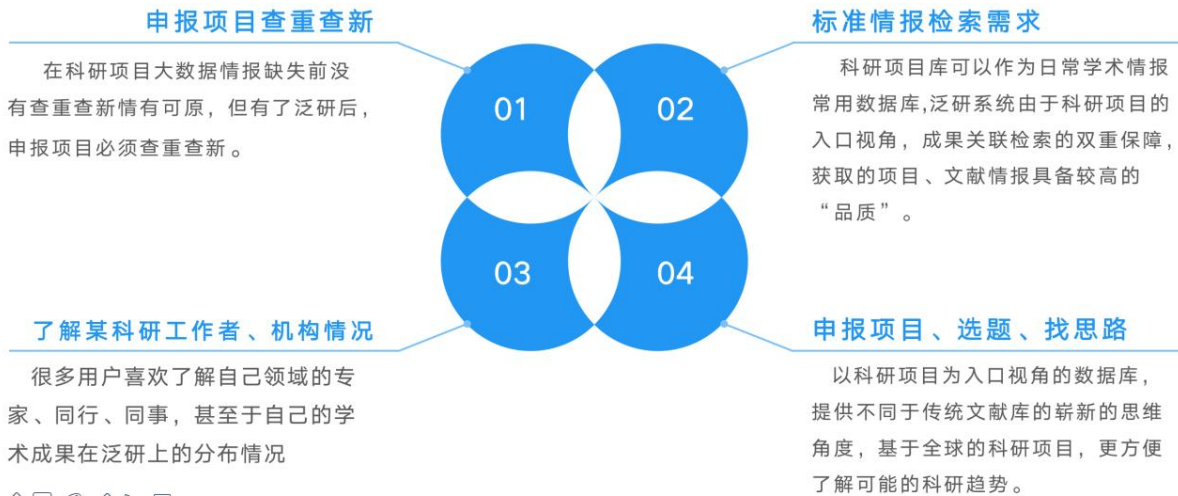 申报项目查重查新
在科研项目大数据情报缺失前没
有查重查新情有可原，但有了泛研后，
申报项目必须查重查新。
标准情报检索需求
科研项目库可以作为日常学术情报
常用数据库,泛研系统由于科研项目的
入口视角，成果关联检索的双重保障，
获取的项目、文献情报具备较高的
“品质”。
01
02
03
04
了解某科研工作者、机构情况
很多用户喜欢了解自己领域的专
家、同行、同事，甚至于自己的学
术成果在泛研上的分布情况
申报项目、选题、找思路
以科研项目为入口视角的数据库，
提供不同于传统文献库的崭新的思维
角度，基于全球的科研项目，更方便
了解可能的科研趋势。